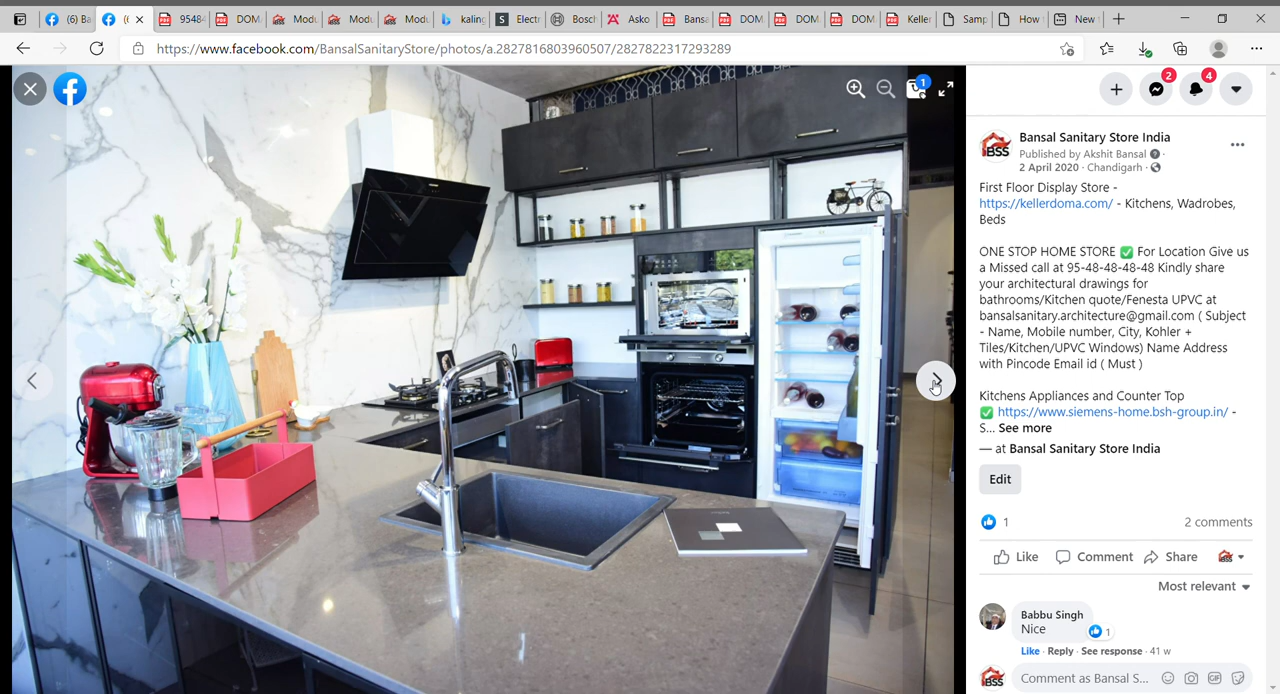 (6) Ba
(6
95484
DOM
Modu
Modu
Modu
kaling
Electr
Bosch
Asko
Bansa
DOM
DOM
DOM
Keller
Samp
How
New
https://www.facebook.com/BansalSanitaryStore/photos/a.2827816803960507/2827822317293289
1
2
4
BSS
Bansal Sanitary Store India
Published by Akshit Bansal ·
2 April 2020 · Chandigarh ·
First Floor Display Store -
https://kellerdoma.com/ - Kitchens, Wadrobes,
Beds
ONE STOP HOME STORE ✅ For Location Give us
a Missed call at 95-48-48-48-48 Kindly share
your architectural drawings for
bathrooms/Kitchen quote/Fenesta UPVC at
bansalsanitary.architecture@gmail.com ( Subject
- Name, Mobile number, City, Kohler +
Tiles/Kitchen/UPVC Windows) Name Address
with Pincode Email id ( Must )
Kitchens Appliances and Counter Top
✅ https://www.siemens-home.bsh-group.in/ -
S... See more
— at Bansal Sanitary Store India
Edit
1
2 comments
Like
Comment
Share
Most relevant
Babbu Singh
Nice
1
Like · Reply · See response · 41 w
Comment as Bansal S...